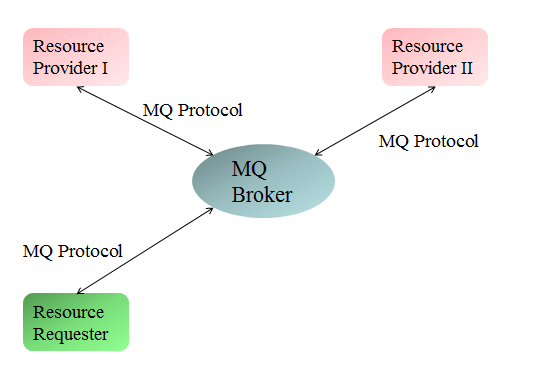 Resource
Provider I
Resource
Provider II
MQ Protocol
MQ Protocol
MQ
Broker
MQ Protocol
Resource
Requester